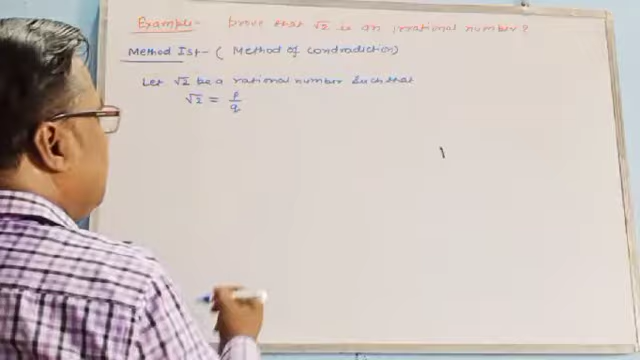 Example:- prove that √2 is an irrational number?
Method Ist- ( Method of contradiction)
Let √2 be a rational number such that
√2 = p/q